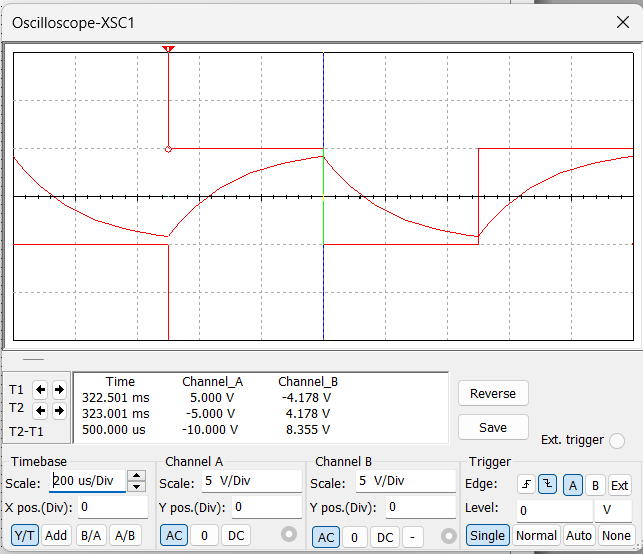 Oscilloscope-XSC1
1
Time Channel_A Channel_B
T1 322.501 ms 5.000 V -4.178 V
T2 323.001 ms -5.000 V 4.178 V
T2-T1 500.000 us -10.000 V 8.355 V
Reverse
Save
Ext. trigger
Timebase
Scale: 200 us/Div
X pos.(Div): 0
Y/T Add B/A A/B
Channel A
Scale: 5 V/Div
Y pos.(Div): 0
AC 0 DC
Channel B
Scale: 5 V/Div
Y pos.(Div): 0
AC 0 DC -
Trigger
Edge: A B Ext
Level: 0 V
Single Normal Auto None